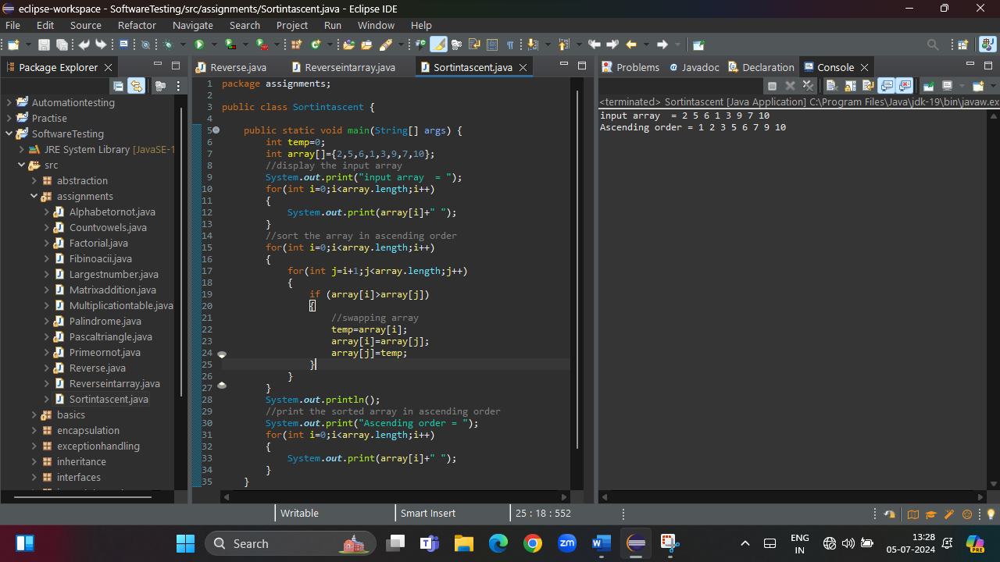 eclipse-workspace - SoftwareTesting/src/assignments/Sortintascent.java - Eclipse IDE
File Edit Source Refactor Navigate Search Project Run Window Help
Package Explorer
Automationtesting
Practise
SoftwareTesting
JRE System Library [JavaSE-1
src
abstraction
assignments
Alphabetornot.java
Countvowels.java
Factorial.java
Fibinoacii.java
Largestnumber.java
Matrixaddition.java
Multiplicationtable.java
Palindrome.java
Pascaltriangle.java
Primeornot.java
Reverse.java
Reverseintarray.java
Sortintascent.java
basics
encapsulation
exceptionhandling
inheritance
interfaces
Reverse.java Reverseintarray.java Sortintascent.java
1 package assignments;
2
3 public class Sortintascent {
4
5 public static void main(String[] args) {
6 int temp=0;
7 int array[]={2,5,6,1,3,9,7,10};
8 //display the input array
9 System.out.print("input array  = ");
10 for(int i=0;i<array.length;i++)
11 {
12 System.out.print(array[i]+" ");
13 }
14 //sort the array in ascending order
15 for(int i=0;i<array.length;i++)
16 {
17 for(int j=i+1;j<array.length;j++)
18 {
19 if (array[i]>array[j])
20 {
21 //swapping array
22 temp=array[i];
23 array[i]=array[j];
24 array[j]=temp;
25 }
26 }
27 }
28 System.out.println();
29 //print the sorted array in ascending order
30 System.out.print("Ascending order = ");
31 for(int i=0;i<array.length;i++)
32 {
33 System.out.print(array[i]+" ");
34 }
35 }
Problems @ Javadoc Declaration Console
<terminated> Sortintascent [Java Application] C:\Program Files\Java\jdk-19\bin\javaw.ex
input array  = 2 5 6 1 3 9 7 10
Ascending order = 1 2 3 5 6 7 9 10
Writable Smart Insert 25 : 18 : 552
Search
zm
ENG
IN
13:28
05-07-2024
PRE